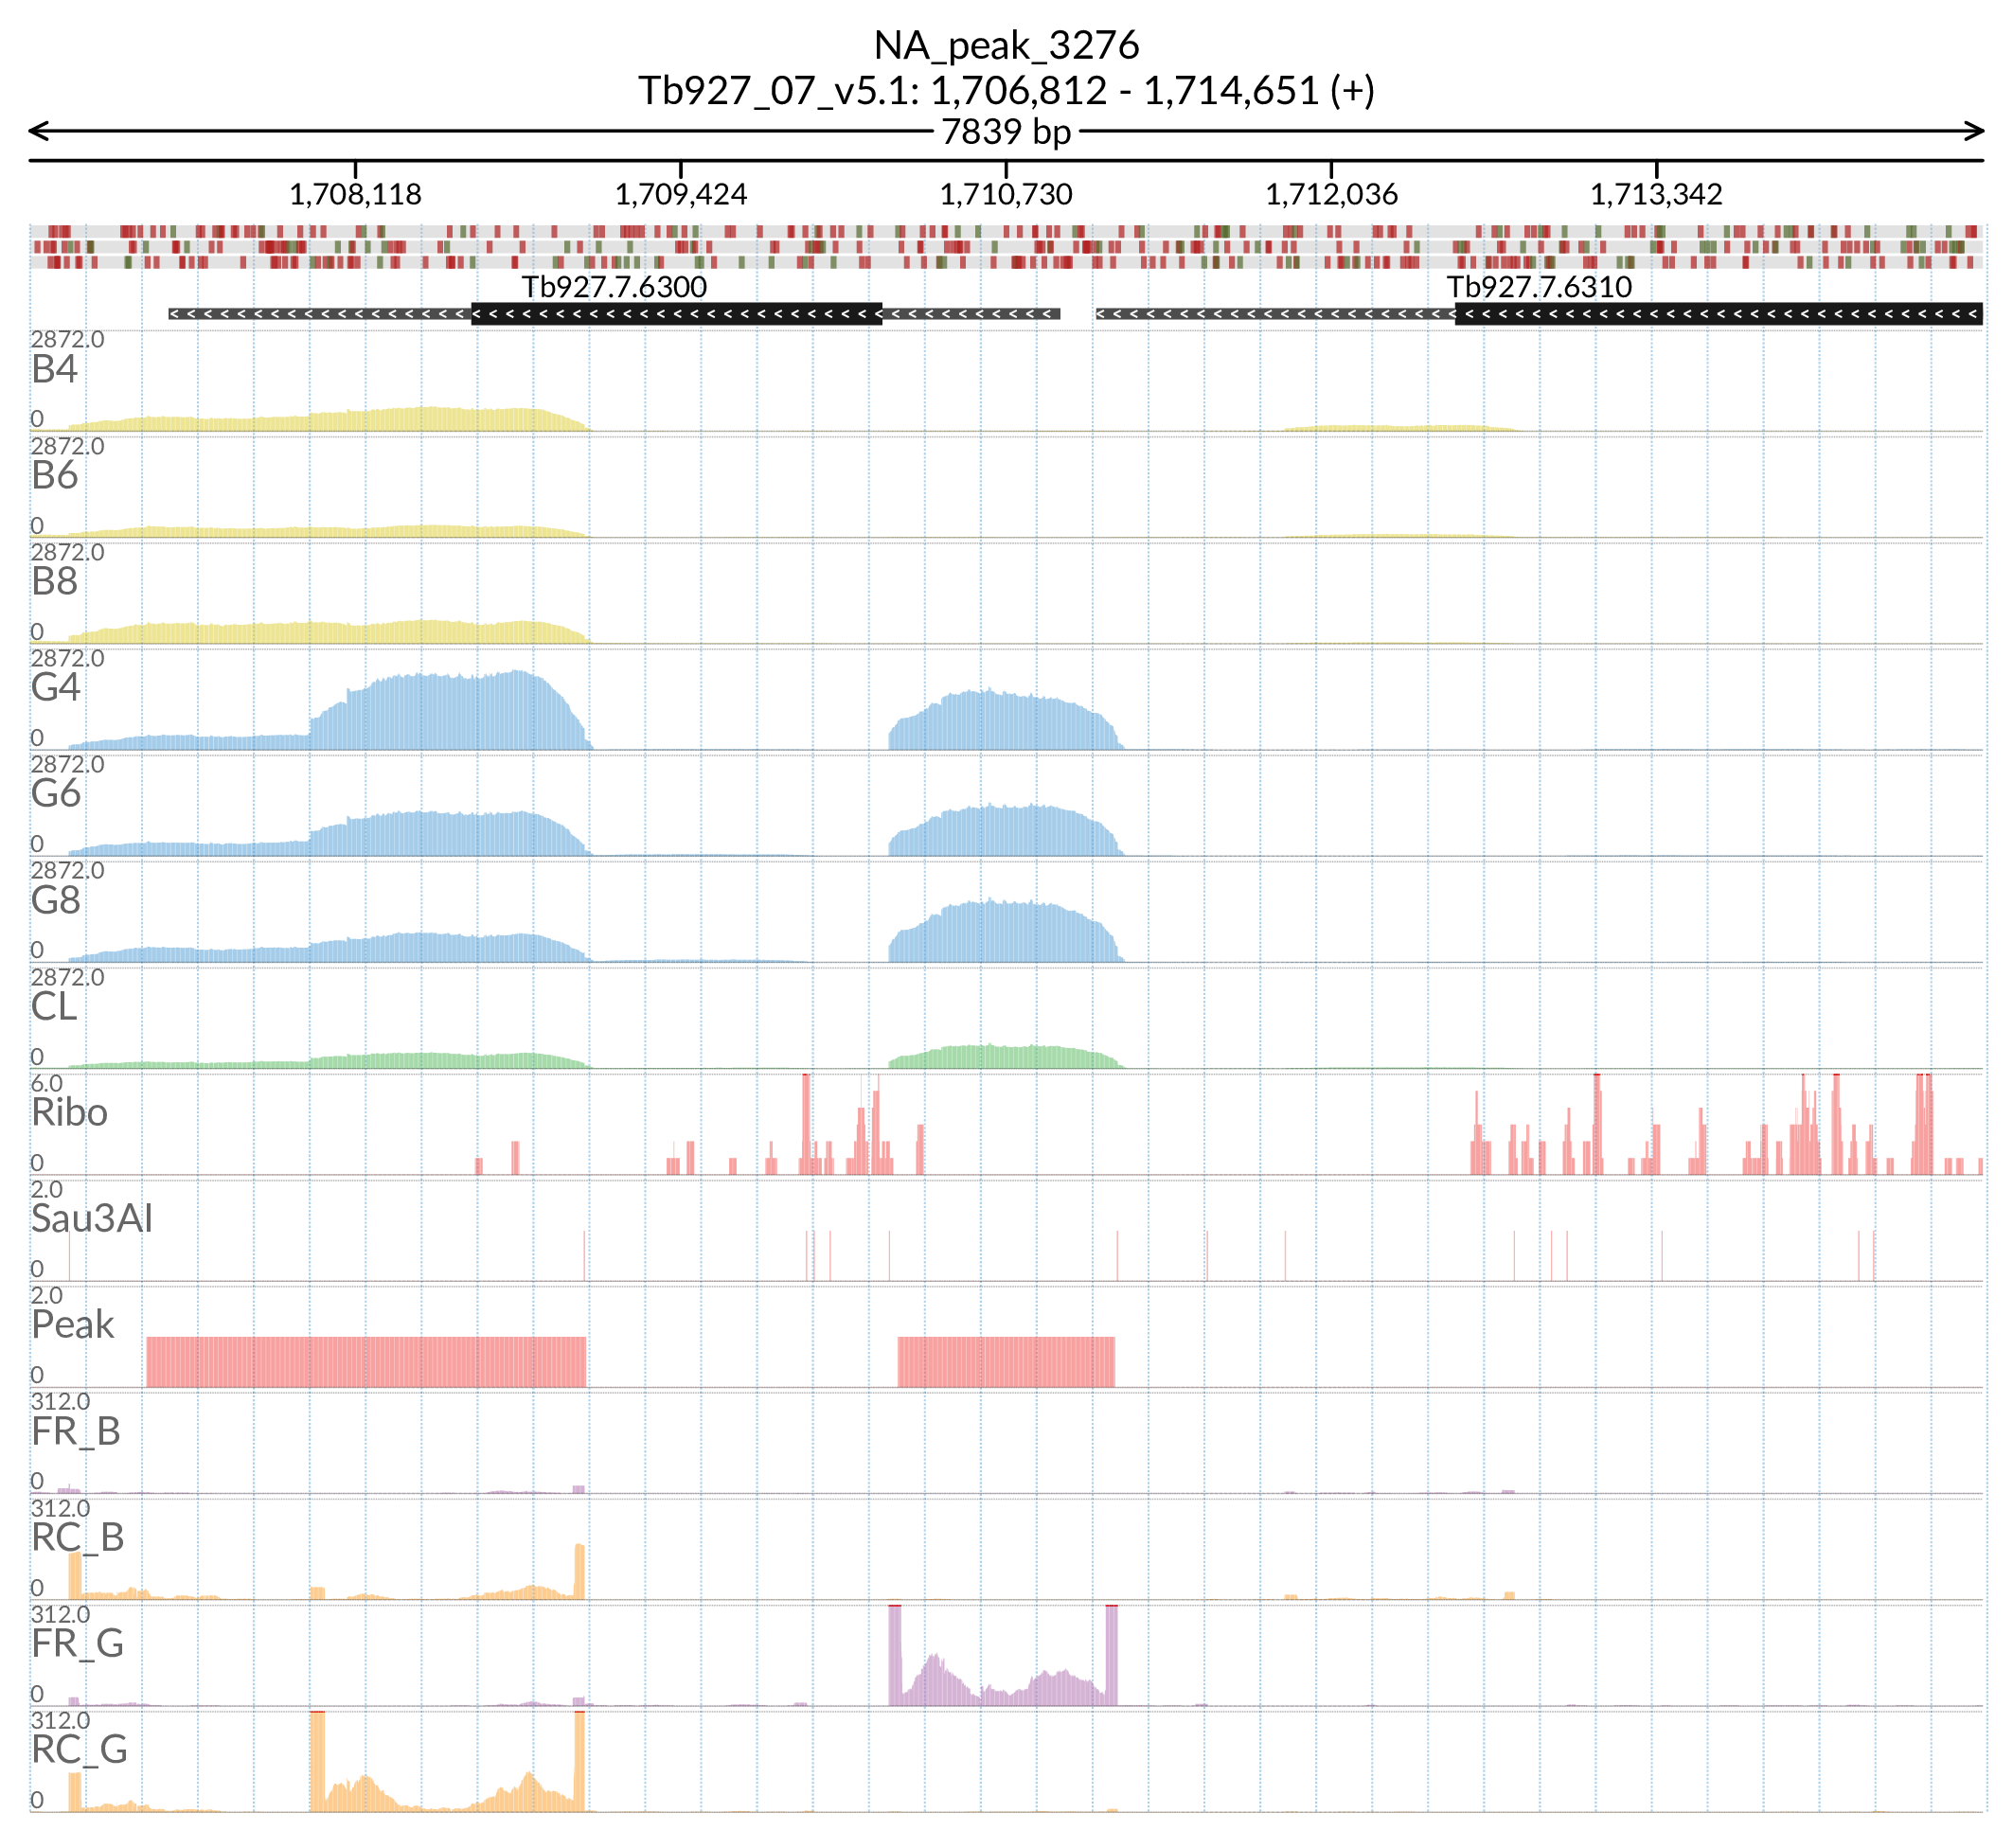 NA_peak_3276
Tb927_07_v5.1: 1,706,812 - 1,714,651 (+)
7839 bp
1,708,118 1,709,424 1,710,730 1,712,036 1,713,342
Tb927.7.6300 Tb927.7.6310
2872.0
B4
0
2872.0
B6
0
2872.0
B8
0
2872.0
G4
0
2872.0
G6
0
2872.0
G8
0
2872.0
CL
0
6.0
Ribo
0
2.0
Sau3AI
0
2.0
Peak
0
312.0
FR_B
0
312.0
RC_B
0
312.0
FR_G
0
312.0
RC_G
0